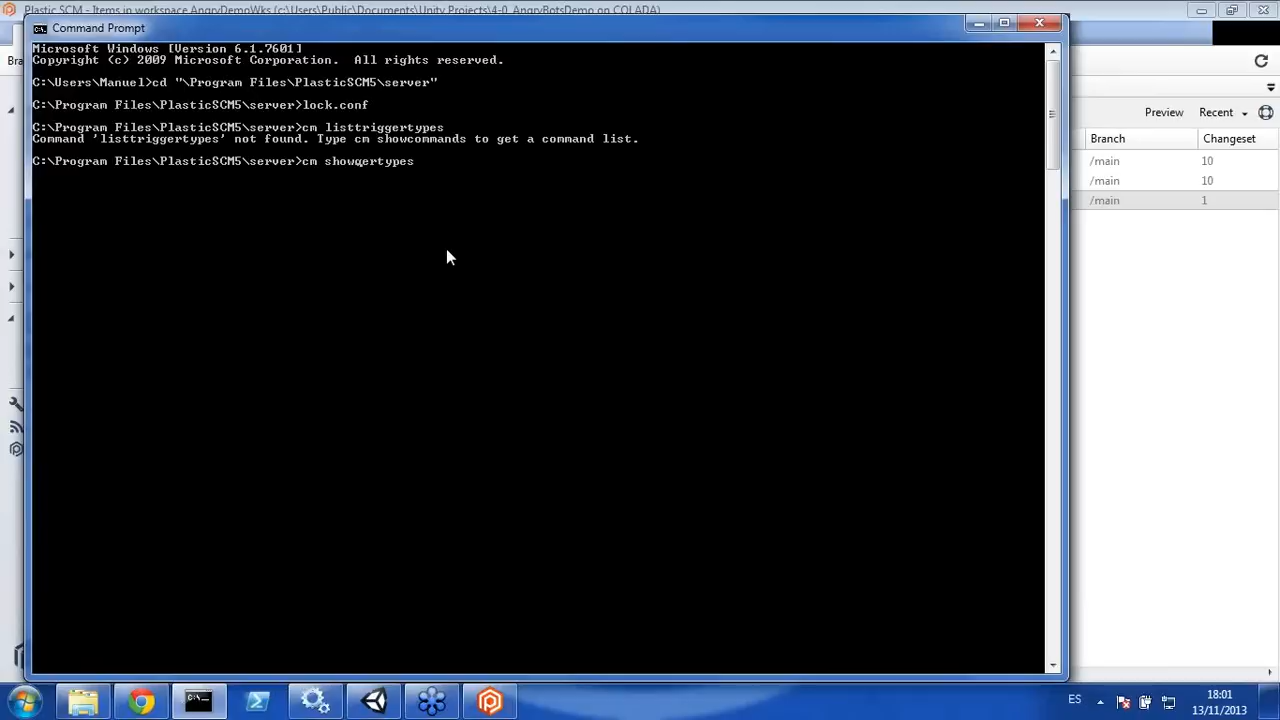 Plastic SCM - Items in workspace AngryDemoWks (c:\Users\Public\Documents\Unity Projects\4-0_AngryBotsDemo on COLADA)
Command Prompt
Microsoft Windows [Version 6.1.7601]
Copyright (c) 2009 Microsoft Corporation.  All rights reserved.
C:\Users\Manuel>cd "\Program Files\PlasticSCM5\server"
C:\Program Files\PlasticSCM5\server>lock.conf
C:\Program Files\PlasticSCM5\server>cm listtriggertypes
Command 'listtriggertypes' not found. Type cm showcommands to get a command list.
C:\Program Files\PlasticSCM5\server>cm showgertypes
Bra
Preview Recent
Branch Changeset
/main 10
/main 10
/main 1
ES
18:01
13/11/2013